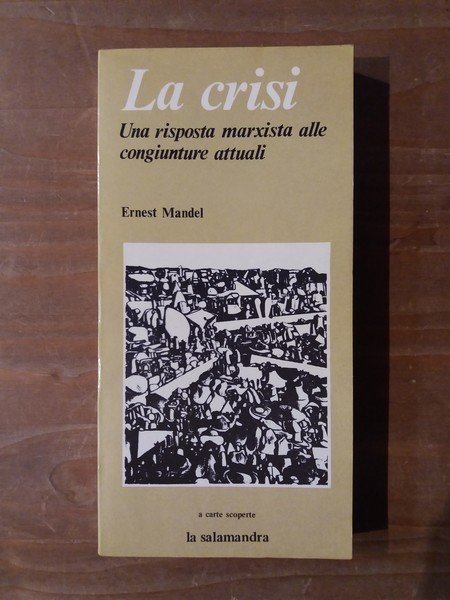 La crisi
Una risposta marxista alle
congiunture attuali
Ernest Mandel
a carte scoperte
la salamandra